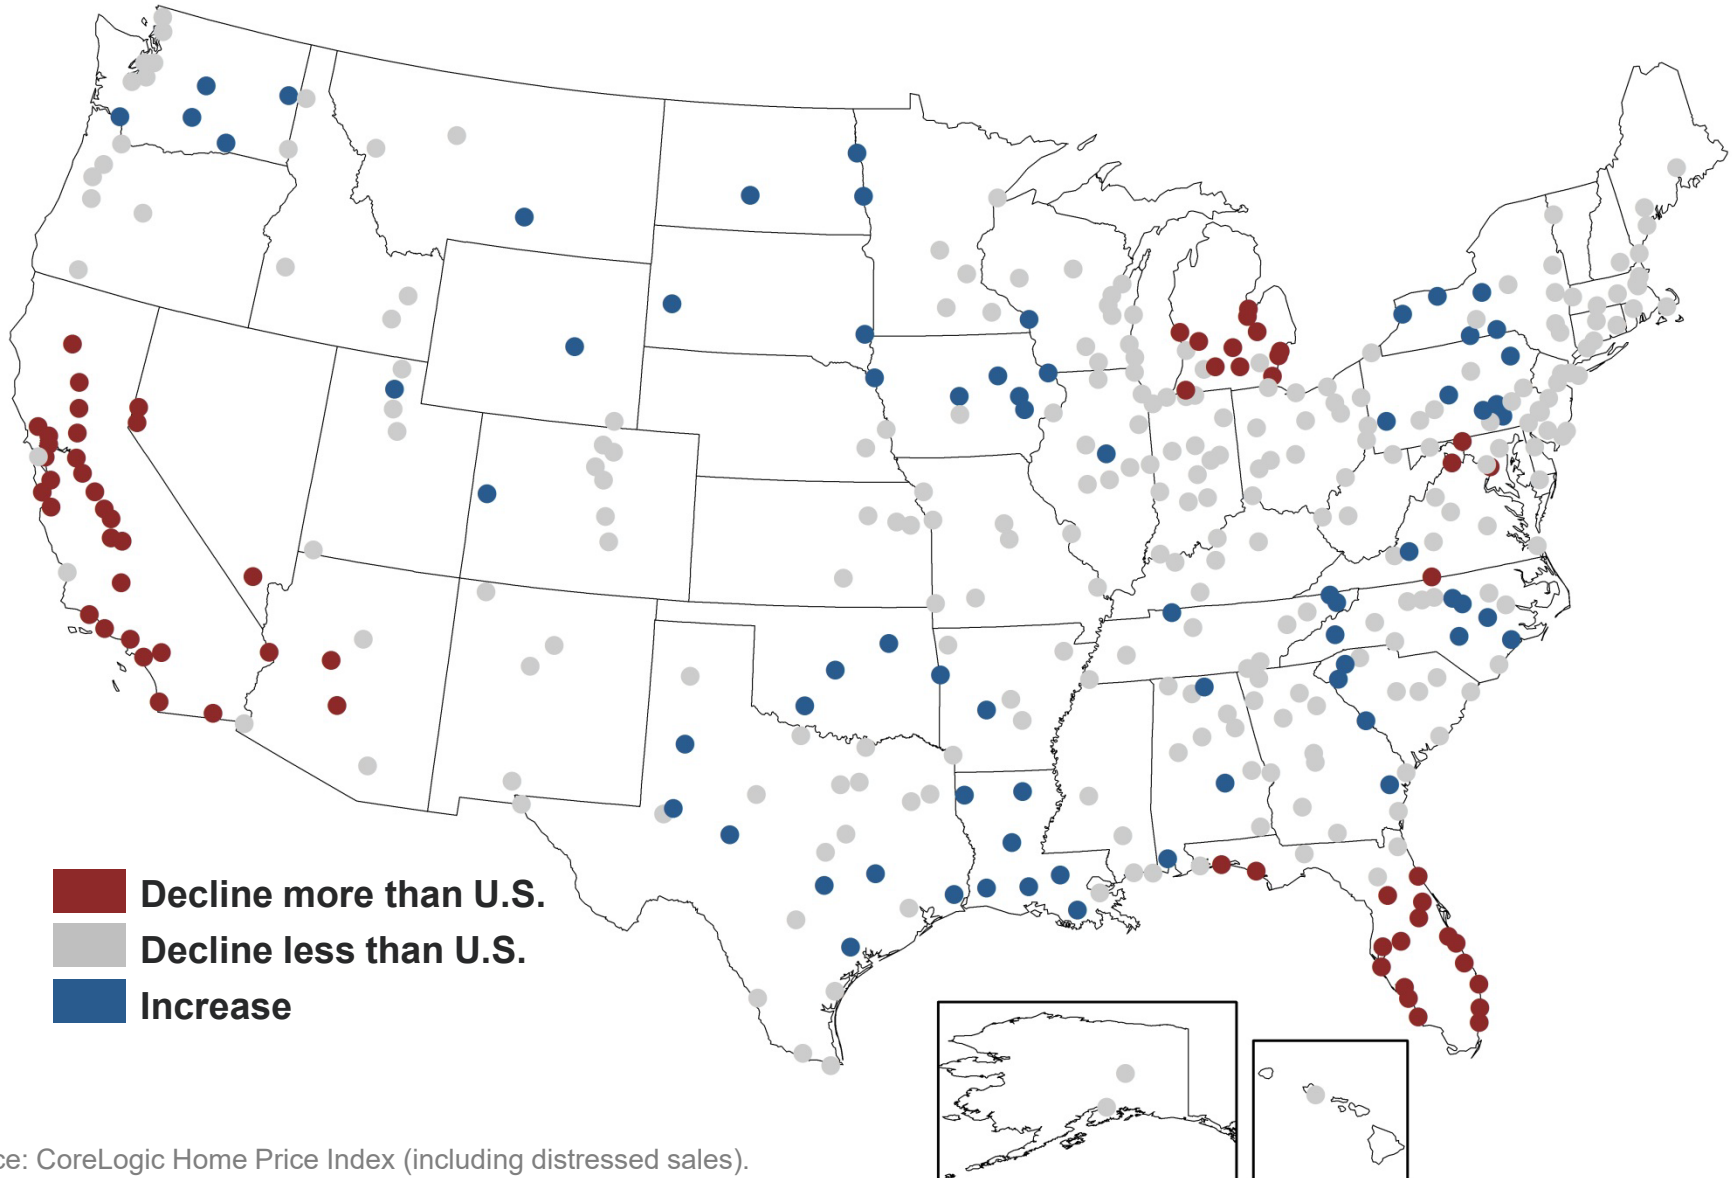 Decline more than U.S.
Decline less than U.S.
Increase
ce: CoreLogic Home Price Index (including distressed sales).